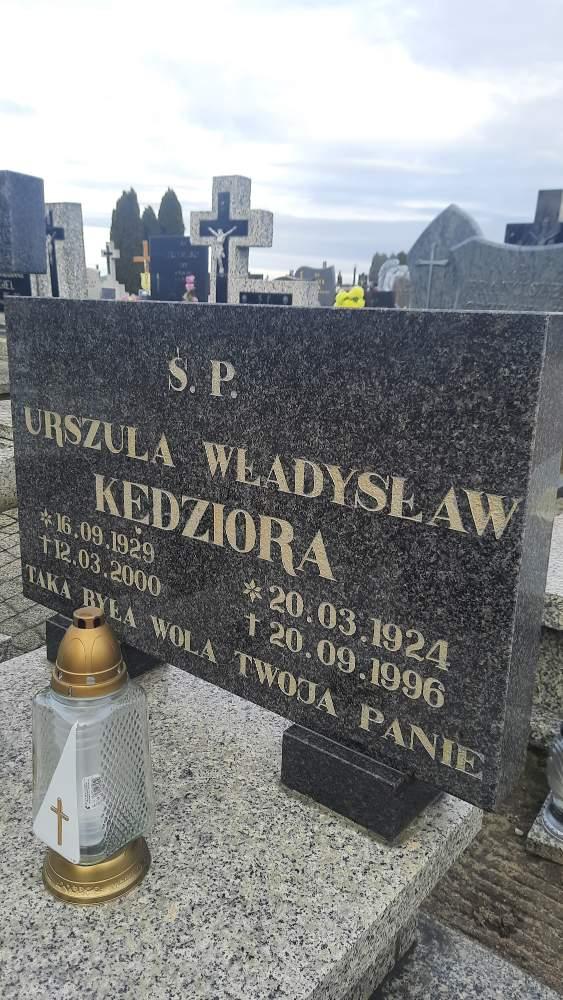 Ś. P.
URSZULA WŁADYSŁAW
KĘDZIORA
*16.09.1929
†12.03.2000
*20.03.1924
†20.09.1996
TAKA BYŁA WOLA TWOJA PANIE